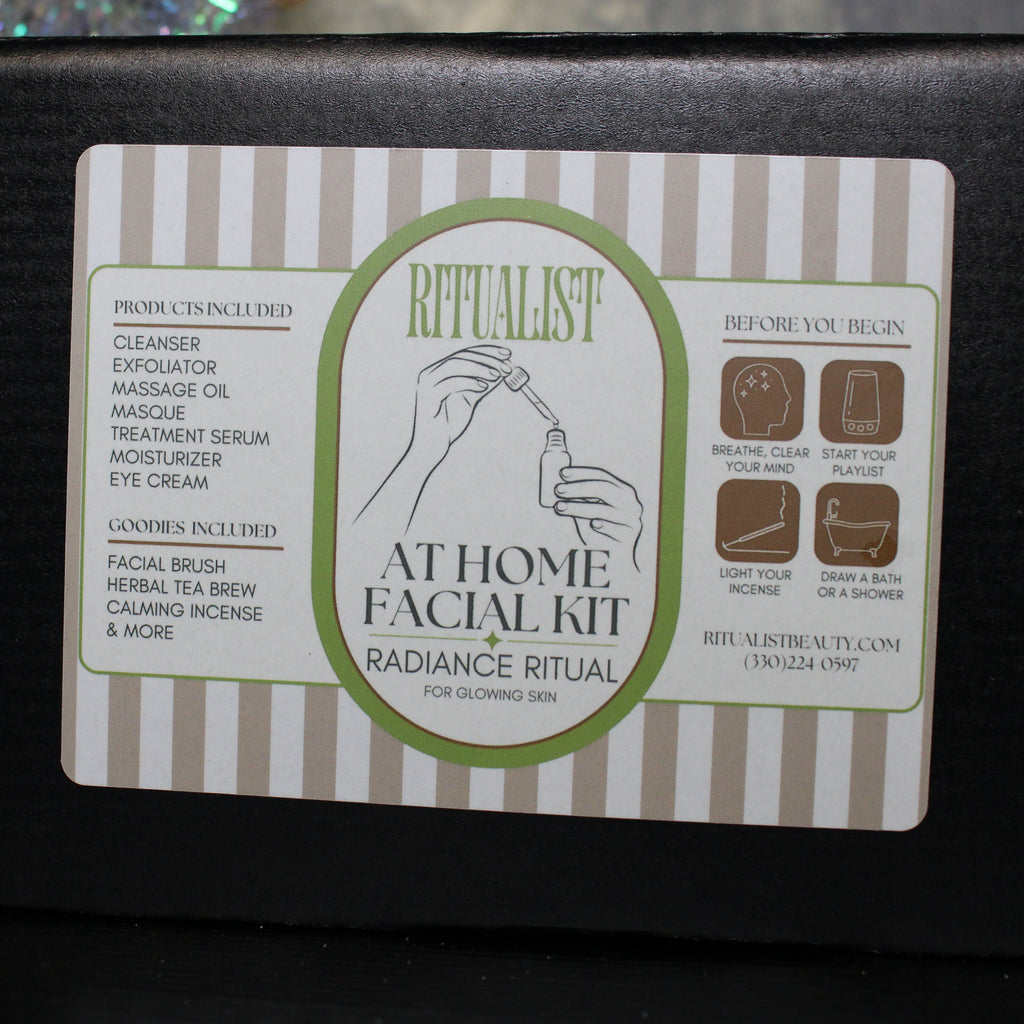 PRODUCTS INCLUDED
CLEANSER
EXFOLIATOR
MASSAGE OIL
MASQUE
TREATMENT SERUM
MOISTURIZER
EYE CREAM
GOODIES INCLUDED
FACIAL BRUSH
HERBAL TEA BREW
CALMING INCENSE
& MORE
RITUALIST
AT HOME
FACIAL KIT
RADIANCE RITUAL
FOR GLOWING SKIN
BEFORE YOU BEGIN
BREATHE, CLEAR
YOUR MIND
START YOUR
PLAYLIST
LIGHT YOUR
INCENSE
DRAW A BATH
OR A SHOWER
RITUALISTBEAUTY.COM
(330)224 0597